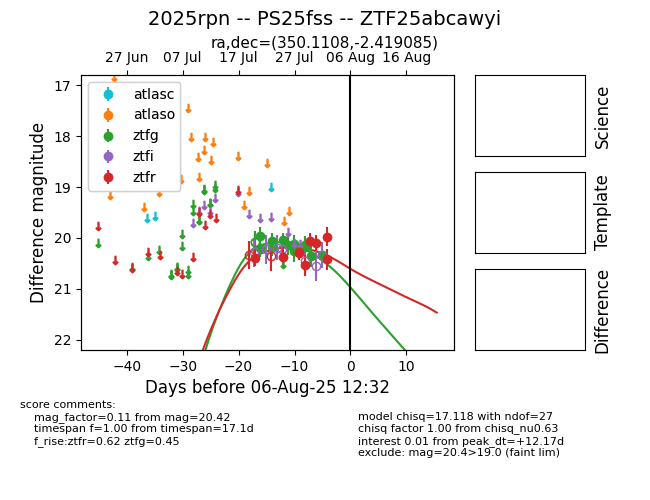 2025rpn -- PS25fss -- ZTF25abcawyi
ra,dec=(350.1108,-2.419085)
27 Jun 07 Jul 17 Jul 27 Jul 06 Aug 16 Aug
atlasc
atlaso
ztfg
ztfi
ztfr
17
18
19
20
21
22
Difference magnitude
−40 −30 −20 −10 0 10
Days before 06-Aug-25 12:32
Science
Template
Difference
score comments:
mag_factor=0.11 from mag=20.42
timespan f=1.00 from timespan=17.1d
f_rise:ztfr=0.62 ztfg=0.45
model chisq=17.118 with ndof=27
chisq factor 1.00 from chisq_nu0.63
interest 0.01 from peak_dt=+12.17d
exclude: mag=20.4>19.0 (faint lim)